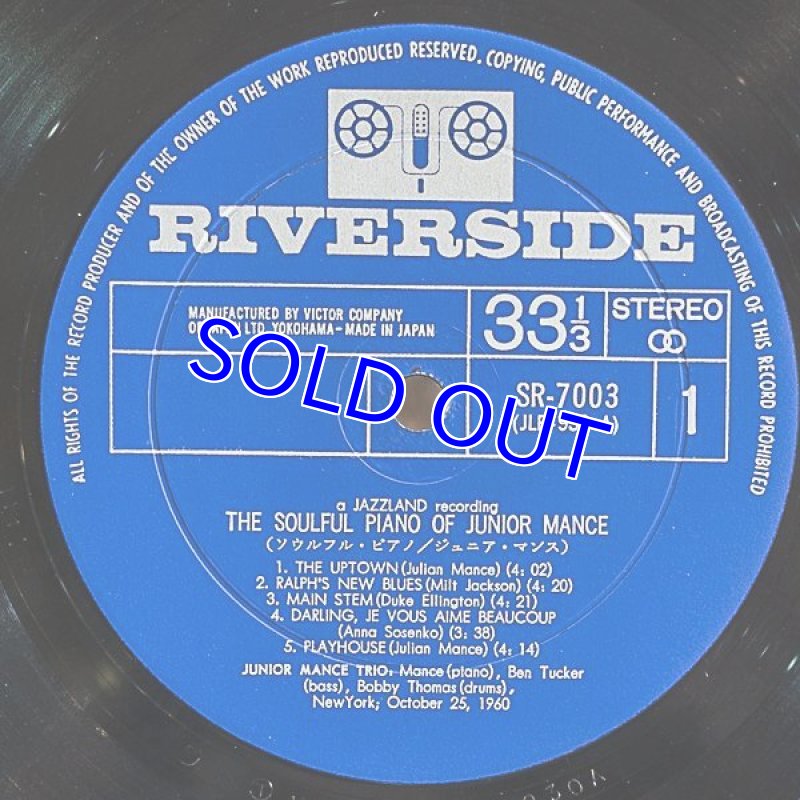 ALL RIGHTS OF THE RECORD PRODUCER AND OF THE OWNER OF THE WORK REPRODUCED RESERVED. COPYING, PUBLIC PERFORMANCE AND BROADCASTING OF THIS RECORD PROHIBITED
RIVERSIDE
MANUFACTURED BY VICTOR COMPANY
LTD. YOKOHAMA-MADE IN JAPAN
33 1/3
STEREO
SR-7003
1
SOLD OUT
a JAZZLAND recording
THE SOULFUL PIANO OF JUNIOR MANCE
(ソウルフル・ピアノ/ジュニア・マンス)
1. THE UPTOWN (Julian Mance) (4:02)
2. RALPH'S NEW BLUES (Milt Jackson) (4:20)
3. MAIN STEM (Duke Ellington) (4:21)
4. DARLING, JE VOUS AIME BEAUCOUP
(Anna Sosenko) (3:38)
5. PLAYHOUSE (Julian Mance) (4:14)
JUNIOR MANCE TRIO: Mance (piano), Ben Tucker
(bass), Bobby Thomas (drums),
NewYork; October 25, 1960